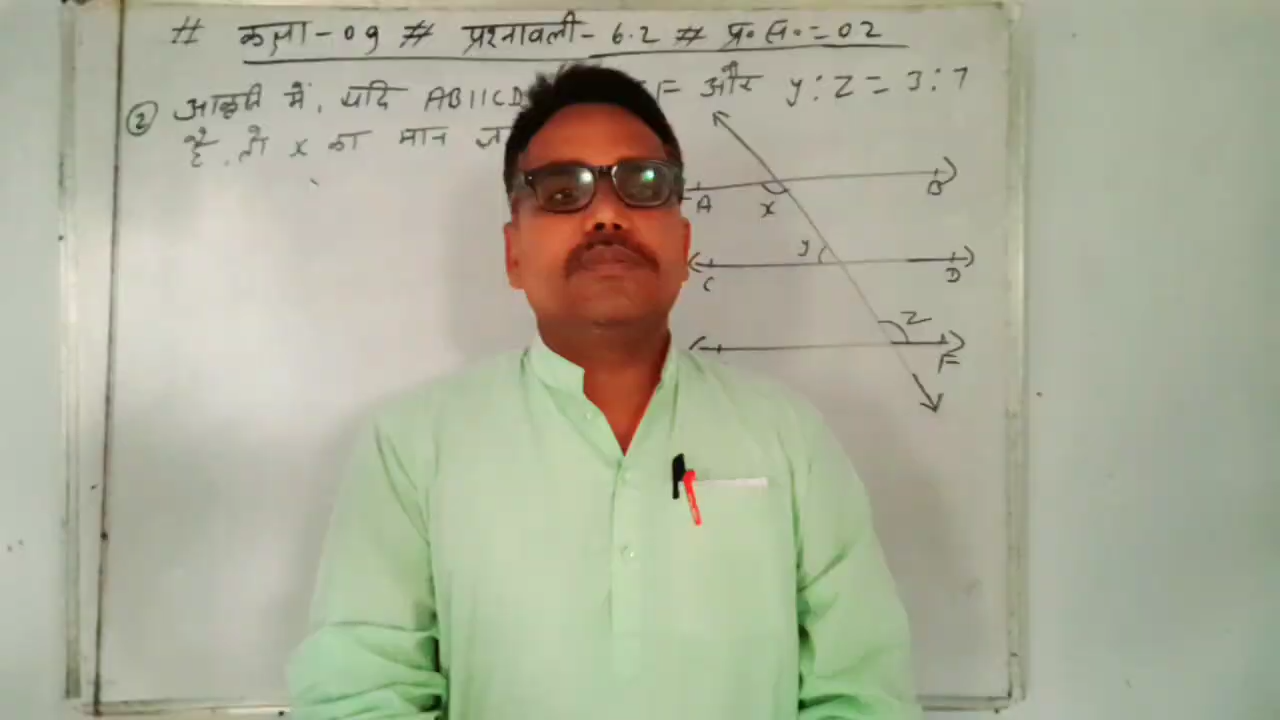 # कक्षा - 09 # प्रश्नावली - 6.2 # प्र० सं० = 02
② आकृति में, यदि AB||CD F और y : z = 3 : 7
है, तो x का मान
A B
x
y
C D
z
F